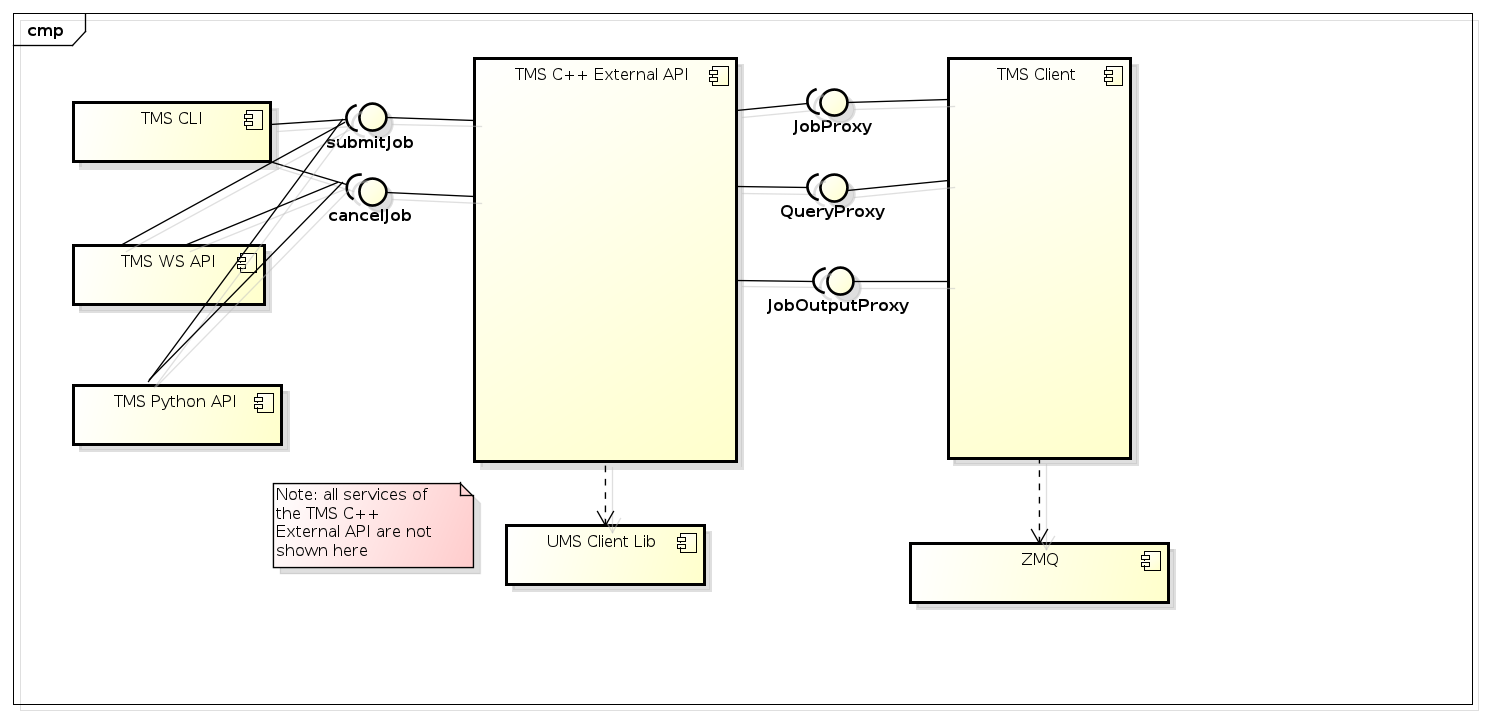 cmp
TMS C++ External API
TMS Client
TMS CLI
submitJob
JobProxy
cancelJob
QueryProxy
TMS WS API
JobOutputProxy
TMS Python API
Note: all services of
the TMS C++
External API are not
shown here
UMS Client Lib
ZMQ